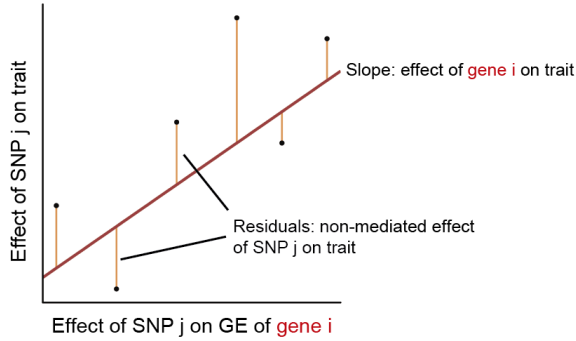 Effect of SNP j on trait
Slope: effect of gene i on trait
Residuals: non-mediated effect
of SNP j on trait
Effect of SNP j on GE of gene i